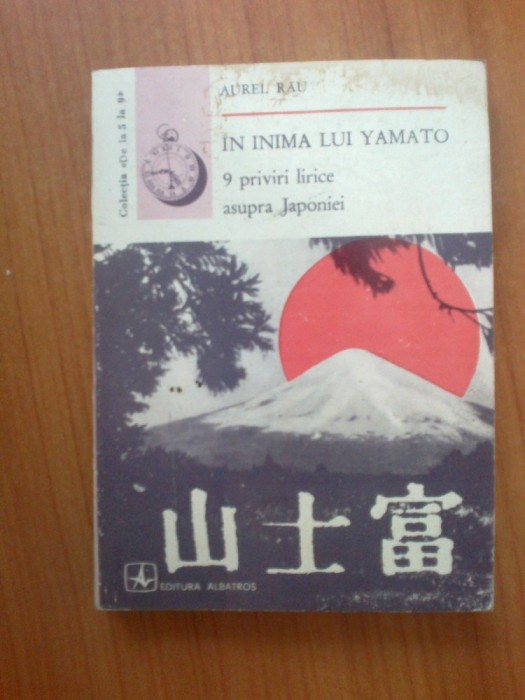 Colecția «De la 5 la 9»
AUREL RĂU
ÎN INIMA LUI YAMATO
9 priviri lirice
asupra Japoniei
山士富
EDITURA ALBATROS